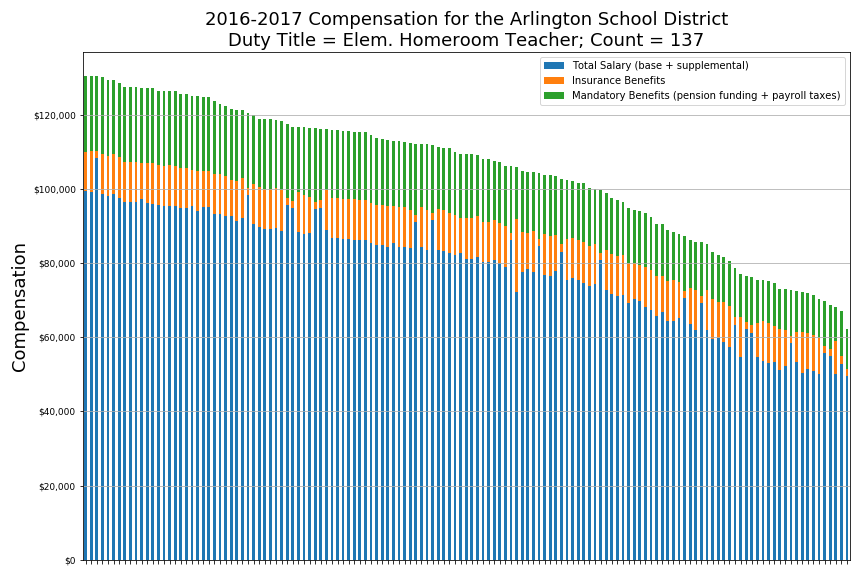 2016-2017 Compensation for the Arlington School District
Duty Title = Elem. Homeroom Teacher; Count = 137
Total Salary (base + supplemental)
Insurance Benefits
Mandatory Benefits (pension funding + payroll taxes)
Compensation
$120,000
$100,000
$80,000
$60,000
$40,000
$20,000
$0